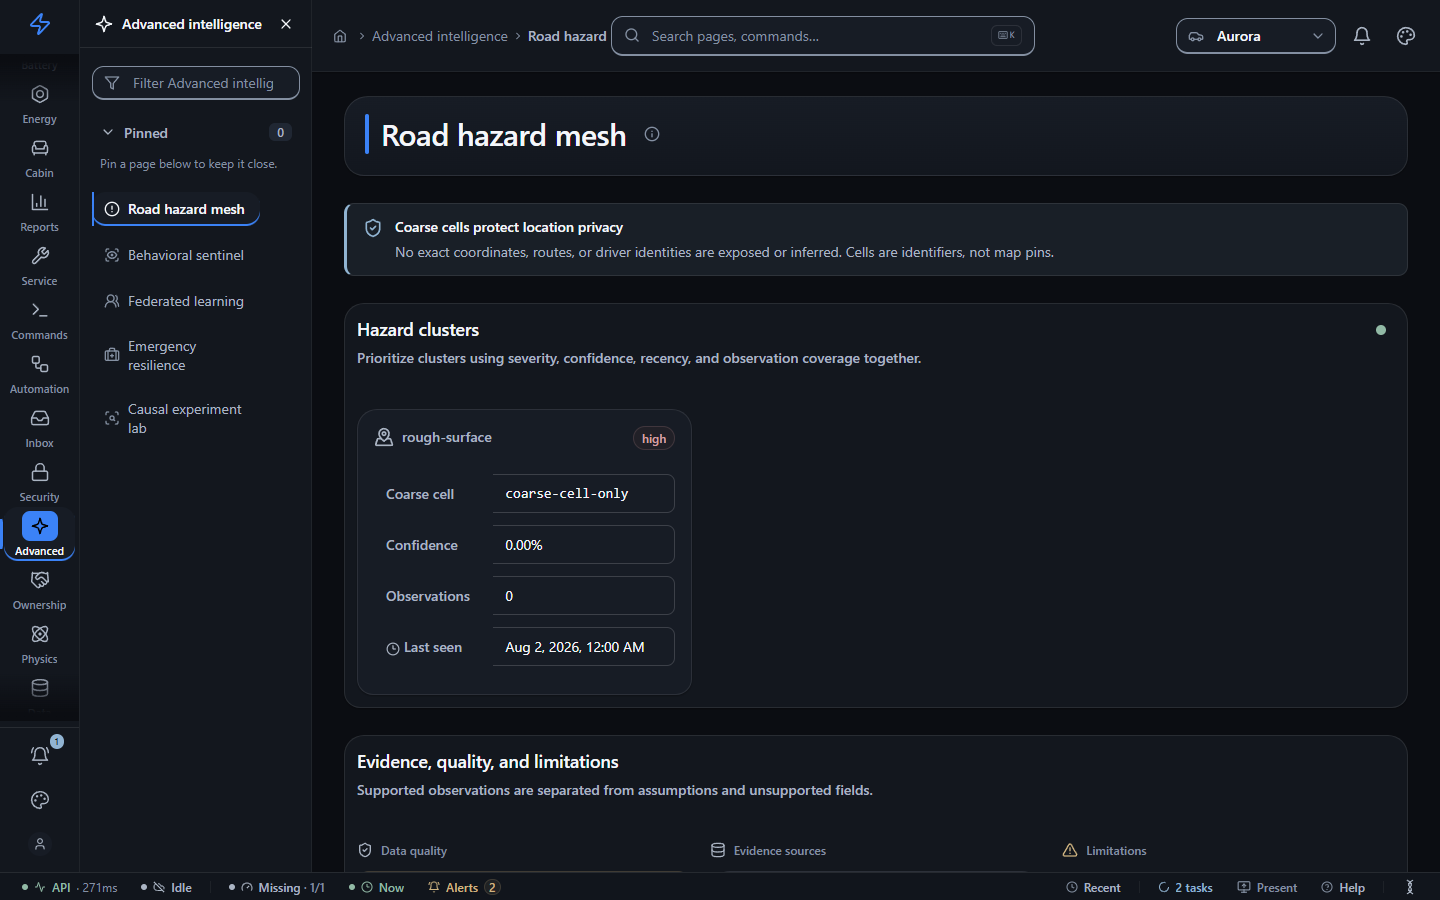 Advanced intelligence
Advanced intelligence
Road hazard
Search pages, commands...
K
Aurora
Battery
Energy
Cabin
Reports
Service
Commands
Automation
Inbox
Security
Advanced
Ownership
Physics
1
Filter Advanced intellig
Pinned
0
Pin a page below to keep it close.
Road hazard mesh
Behavioral sentinel
Federated learning
Emergency
resilience
Causal experiment
lab
Road hazard mesh
Coarse cells protect location privacy
No exact coordinates, routes, or driver identities are exposed or inferred. Cells are identifiers, not map pins.
Hazard clusters
Prioritize clusters using severity, confidence, recency, and observation coverage together.
rough-surface
high
Coarse cell
coarse-cell-only
Confidence
0.00%
Observations
0
Last seen
Aug 2, 2026, 12:00 AM
Evidence, quality, and limitations
Supported observations are separated from assumptions and unsupported fields.
Data quality
Evidence sources
Limitations
API · 271ms
Idle
Missing · 1/1
Now
Alerts 2
Recent
2 tasks
Present
Help